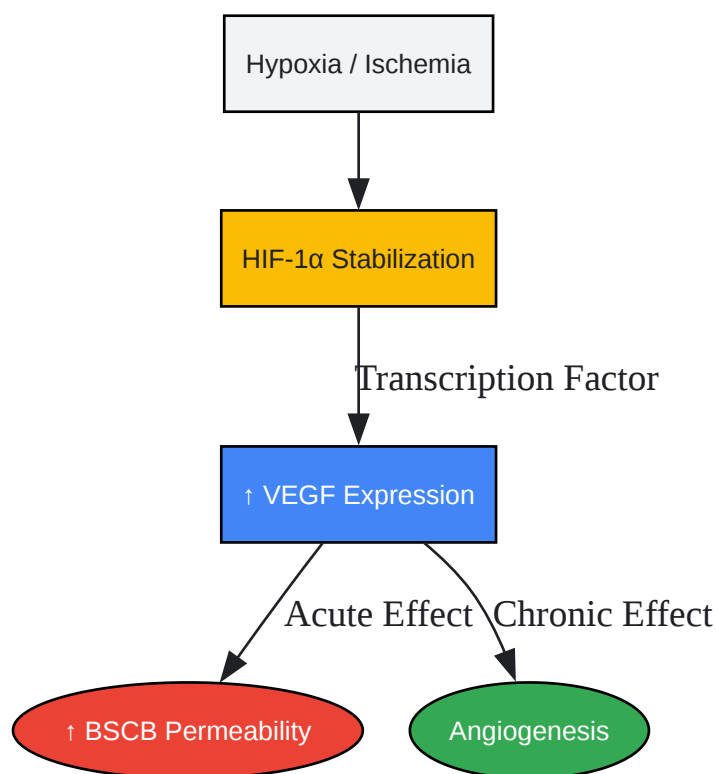 Hypoxia / Ischemia
HIF-1α Stabilization
Transcription Factor
↑ VEGF Expression
Acute Effect
Chronic Effect
↑ BSCB Permeability
Angiogenesis